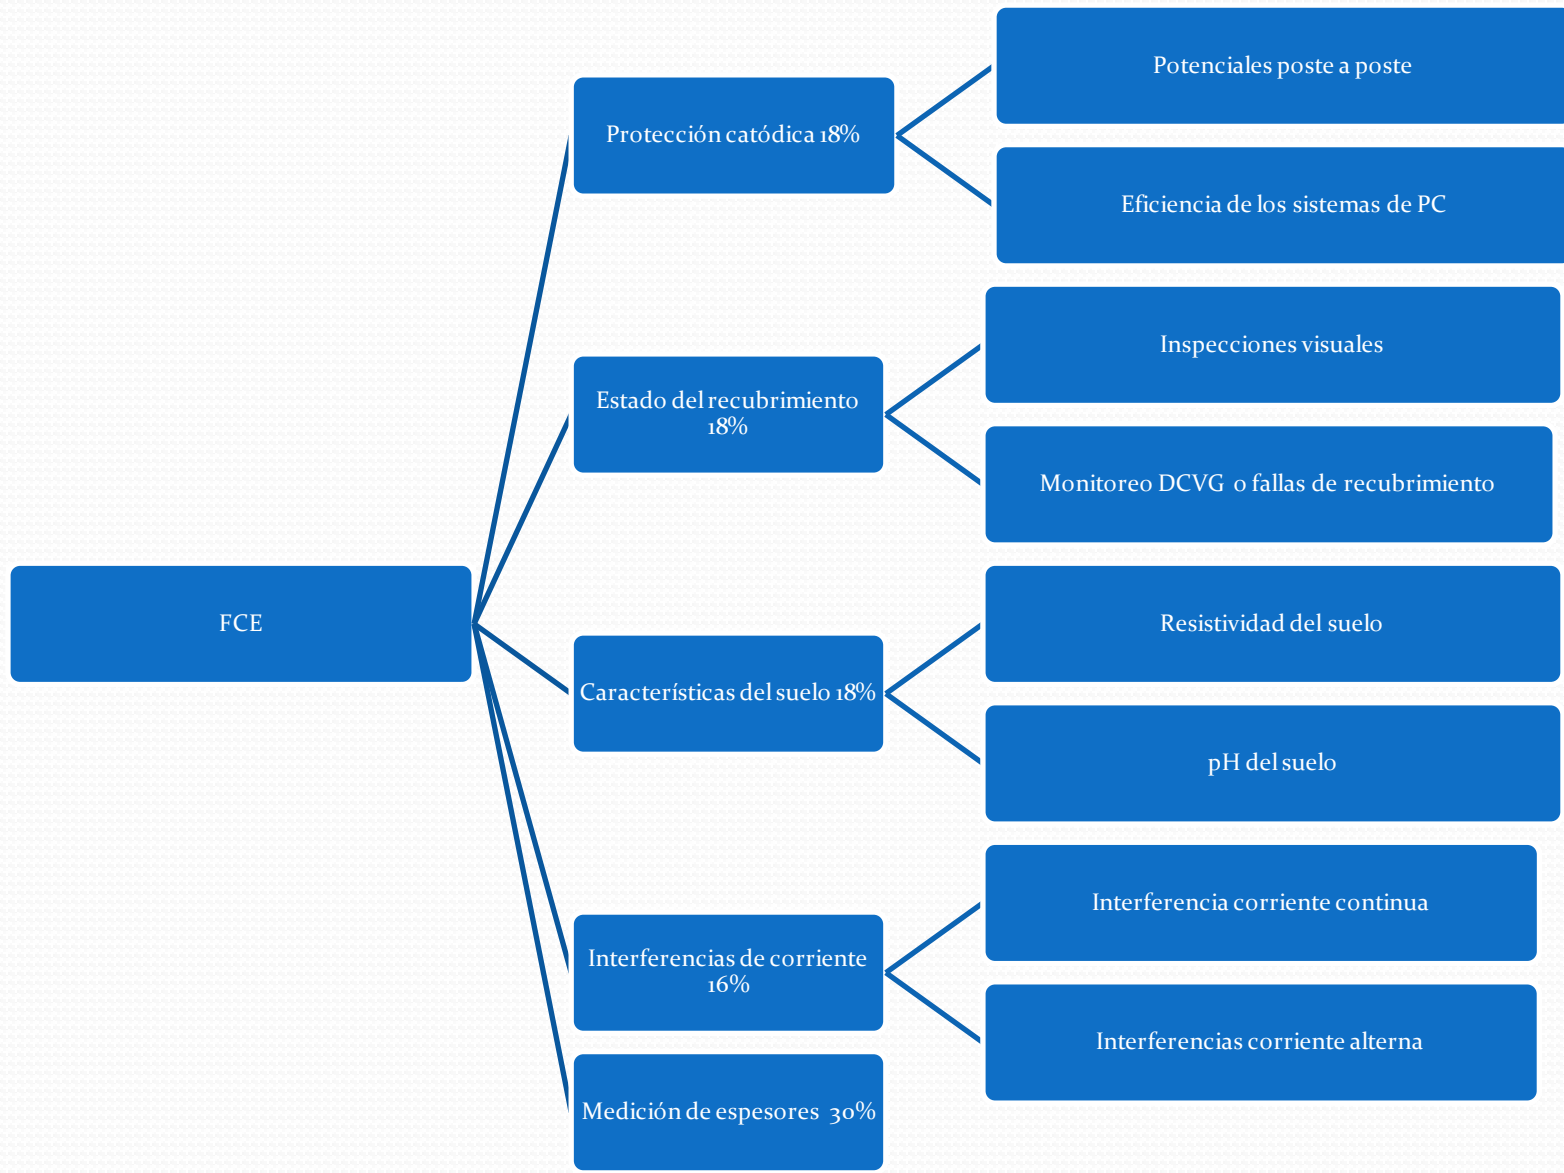 FCE
Protección catódica 18%
Potenciales poste a poste
Eficiencia de los sistemas de PC
Estado del recubrimiento
18%
Inspecciones visuales
Monitoreo DCVG o fallas de recubrimiento
Características del suelo 18%
Resistividad del suelo
pH del suelo
Interferencias de corriente
16%
Interferencia corriente continua
Interferencias corriente alterna
Medición de espesores 30%